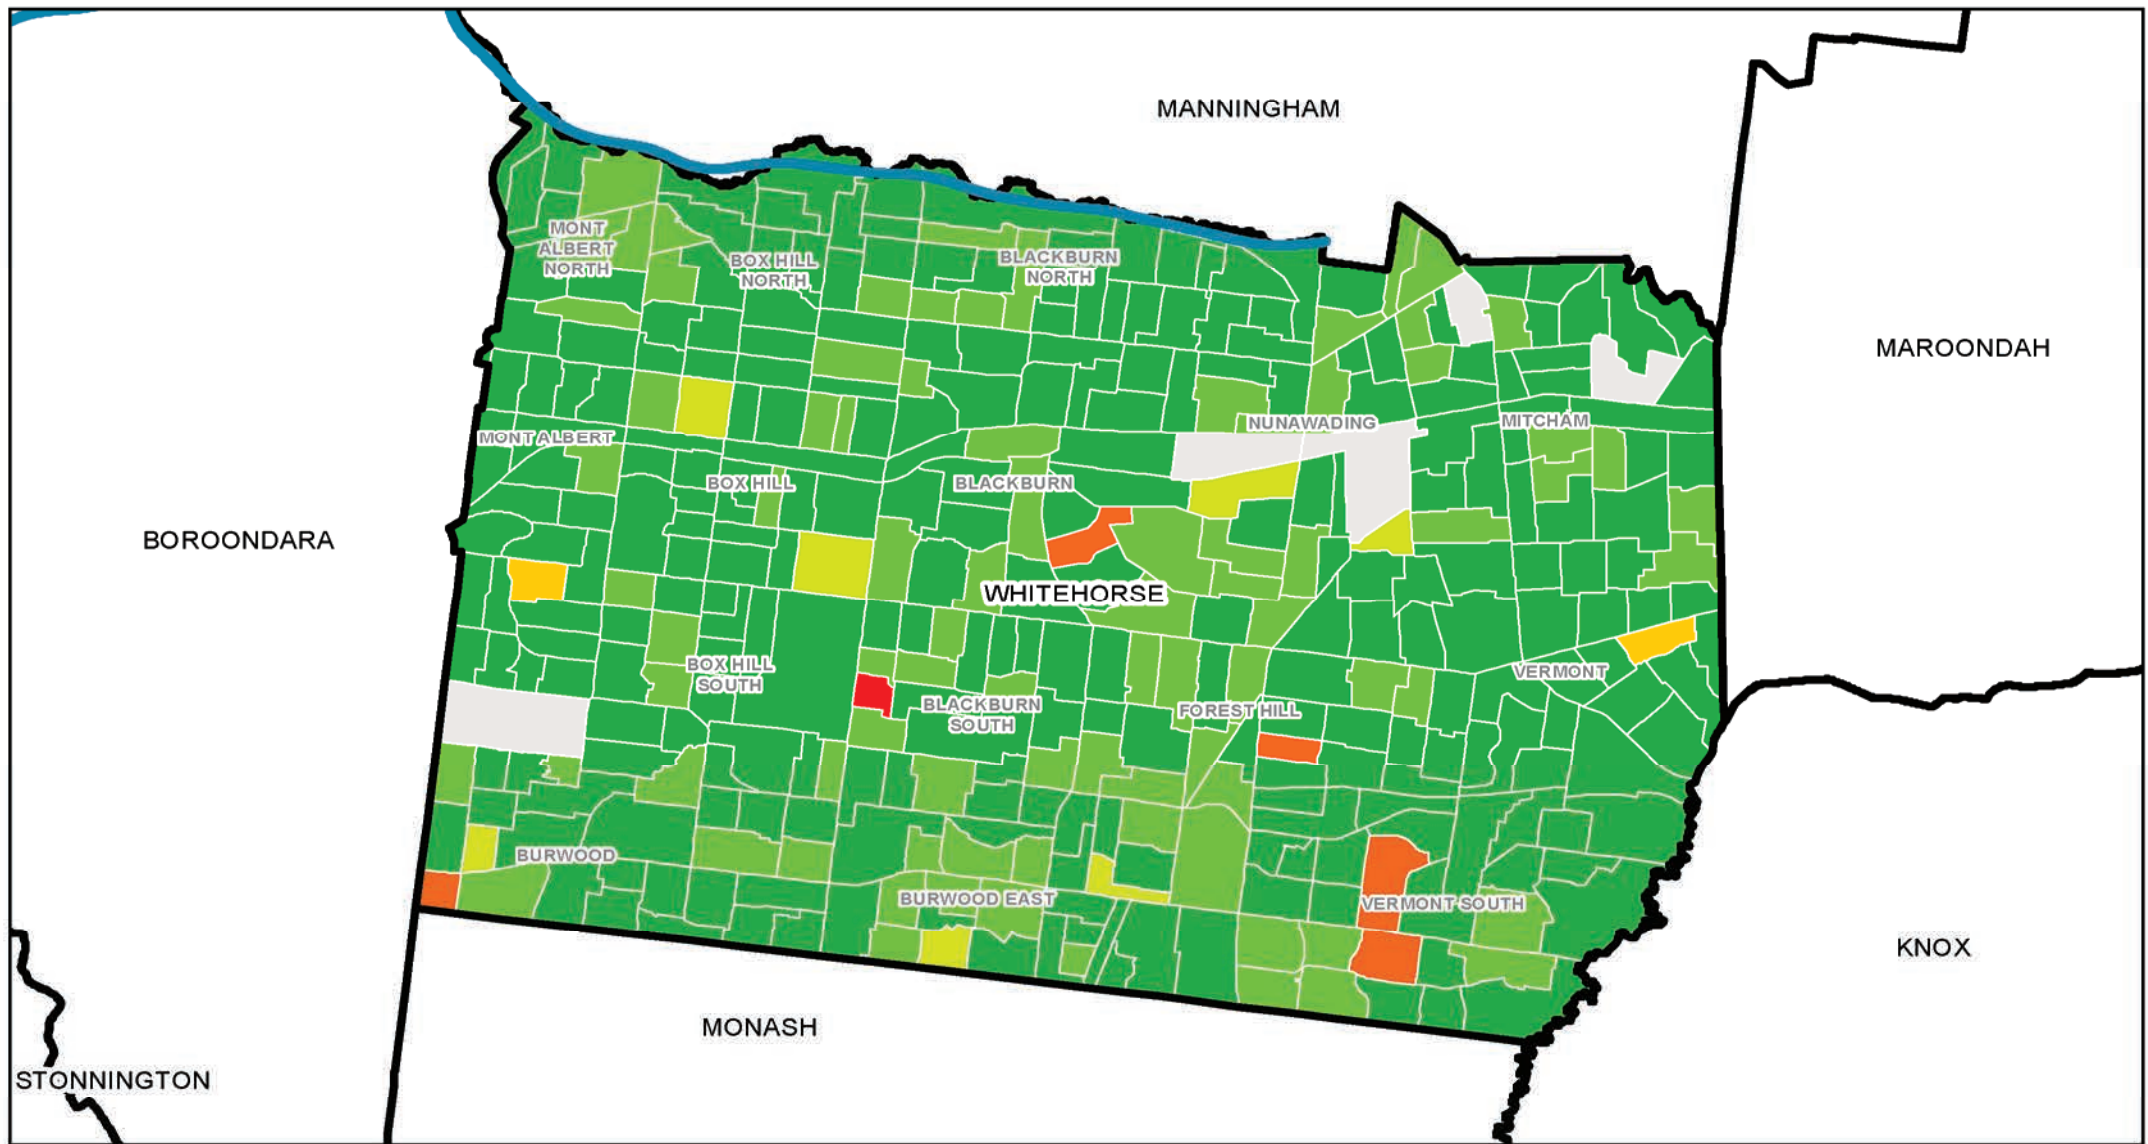 MANNINGHAM
MONT
ALBERT
NORTH
BOX HILL
NORTH
BLACKBURN
NORTH
MAROONDAH
NUNAWADING
MITCHAM
MONT ALBERT
BOX HILL
BLACKBURN
BOROONDARA
WHITEHORSE
BOX HILL
SOUTH
VERMONT
BLACKBURN
SOUTH
FOREST HILL
BURWOOD
BURWOOD EAST
VERMONT SOUTH
KNOX
MONASH
STONNINGTON